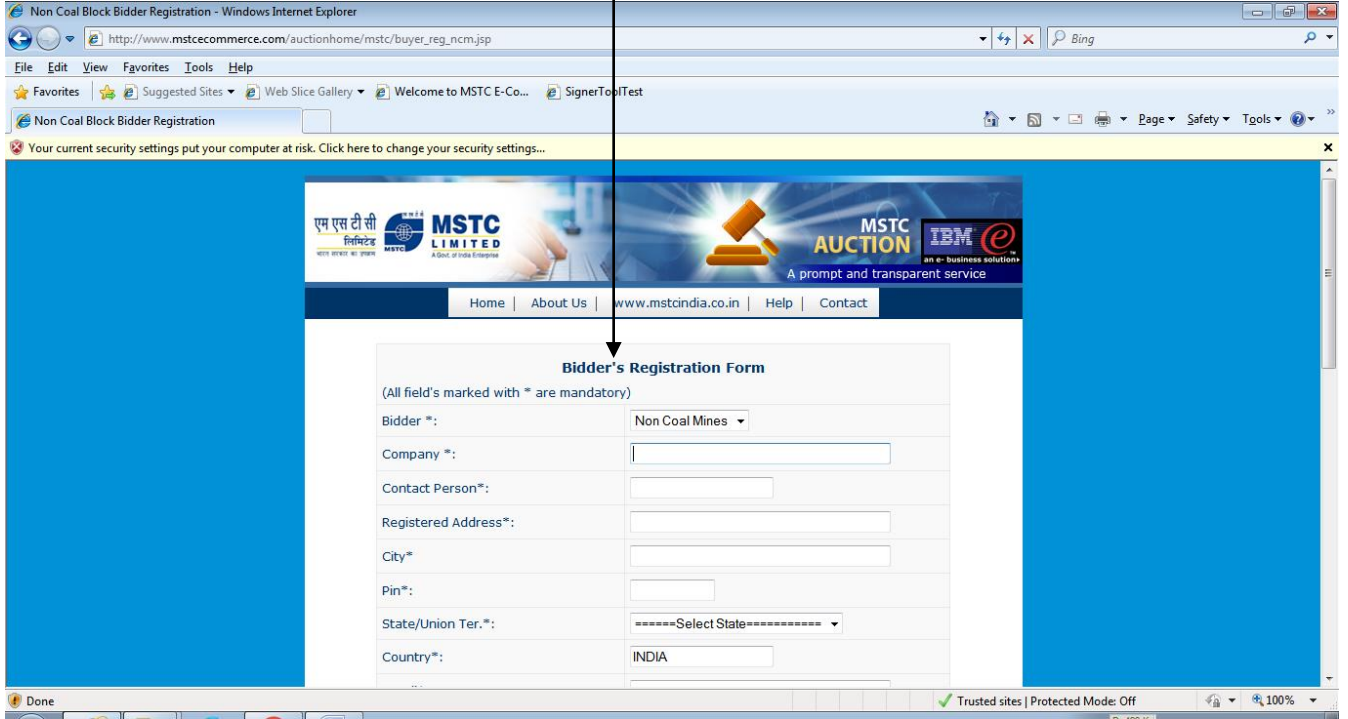 Non Coal Block Bidder Registration - Windows Internet Explorer
http://www.mstcecommerce.com/auctionhome/mstc/buyer_reg_ncm.jsp
Bing
File Edit View Favorites Tools Help
Favorites Suggested Sites Web Slice Gallery Welcome to MSTC E-Co... SignerToolTest
Non Coal Block Bidder Registration
Page Safety Tools
Your current security settings put your computer at risk. Click here to change your security settings...
एम एस टी सी
लिमिटेड
MSTC
MSTC
LIMITED
A Govt. of India Enterprise
MSTC
AUCTION
IBM e
an e-business solution
A prompt and transparent service
Home | About Us | www.mstcindia.co.in | Help | Contact
Bidder's Registration Form
(All field's marked with * are mandatory)
Bidder *: Non Coal Mines
Company *:
Contact Person*:
Registered Address*:
City*
Pin*:
State/Union Ter.*: ======Select State===========
Country*: INDIA
Done
Trusted sites | Protected Mode: Off
100%